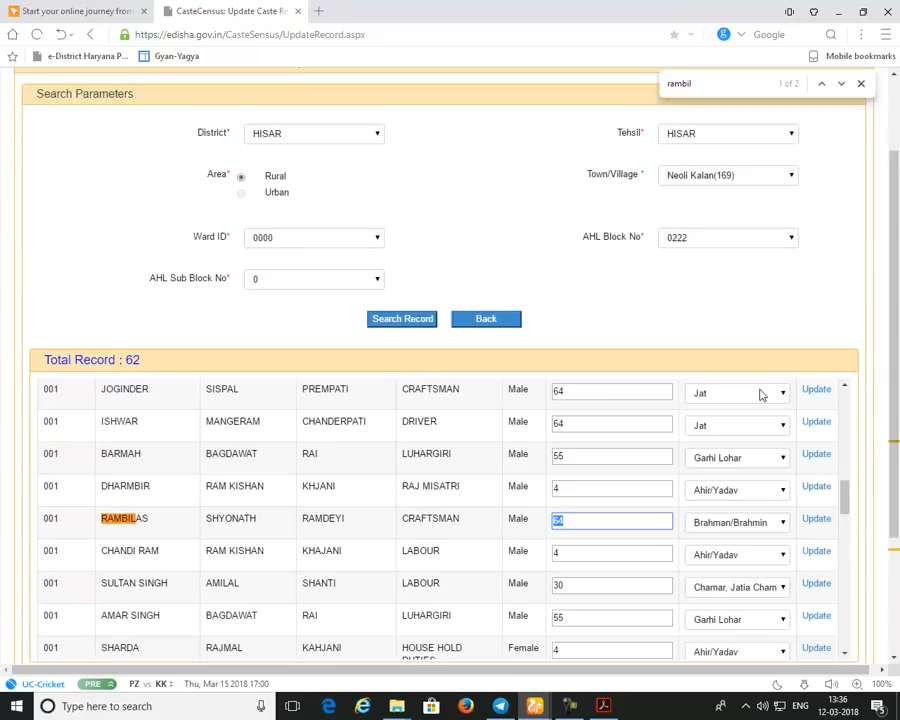 Start your online journey from
CasteCensus: Update Caste Re
https://edisha.gov.in/CasteSensus/UpdateRecord.aspx
Google
e-District Haryana P...
Gyan-Yagya
Mobile bookmarks
rambil
1 of 2
Search Parameters
District*
HISAR
Tehsil*
HISAR
Area*
Rural
Urban
Town/Village *
Neoli Kalan(169)
Ward ID*
0000
AHL Block No*
0222
AHL Sub Block No*
0
Search Record
Back
Total Record : 62
001 JOGINDER SISPAL PREMPATI CRAFTSMAN Male 64 Jat Update
001 ISHWAR MANGERAM CHANDERPATI DRIVER Male 64 Jat Update
001 BARMAH BAGDAWAT RAI LUHARGIRI Male 55 Garhi Lohar Update
001 DHARMBIR RAM KISHAN KHJANI RAJ MISATRI Male 4 Ahir/Yadav Update
001 RAMBILAS SHYONATH RAMDEYI CRAFTSMAN Male 64 Brahman/Brahmin Update
001 CHANDI RAM RAM KISHAN KHAJANI LABOUR Male 4 Ahir/Yadav Update
001 SULTAN SINGH AMILAL SHANTI LABOUR Male 30 Chamar, Jatia Cham Update
001 AMAR SINGH BAGDAWAT RAI LUHARGIRI Male 55 Garhi Lohar Update
001 SHARDA RAJMAL KAHJANI HOUSE HOLD DUTIES Female 4 Ahir/Yadav Update
UC-Cricket
PRE
PZ vs KK : Thu, Mar 15 2018 17:00
100%
Type here to search
ENG
13:36
12-03-2018
5